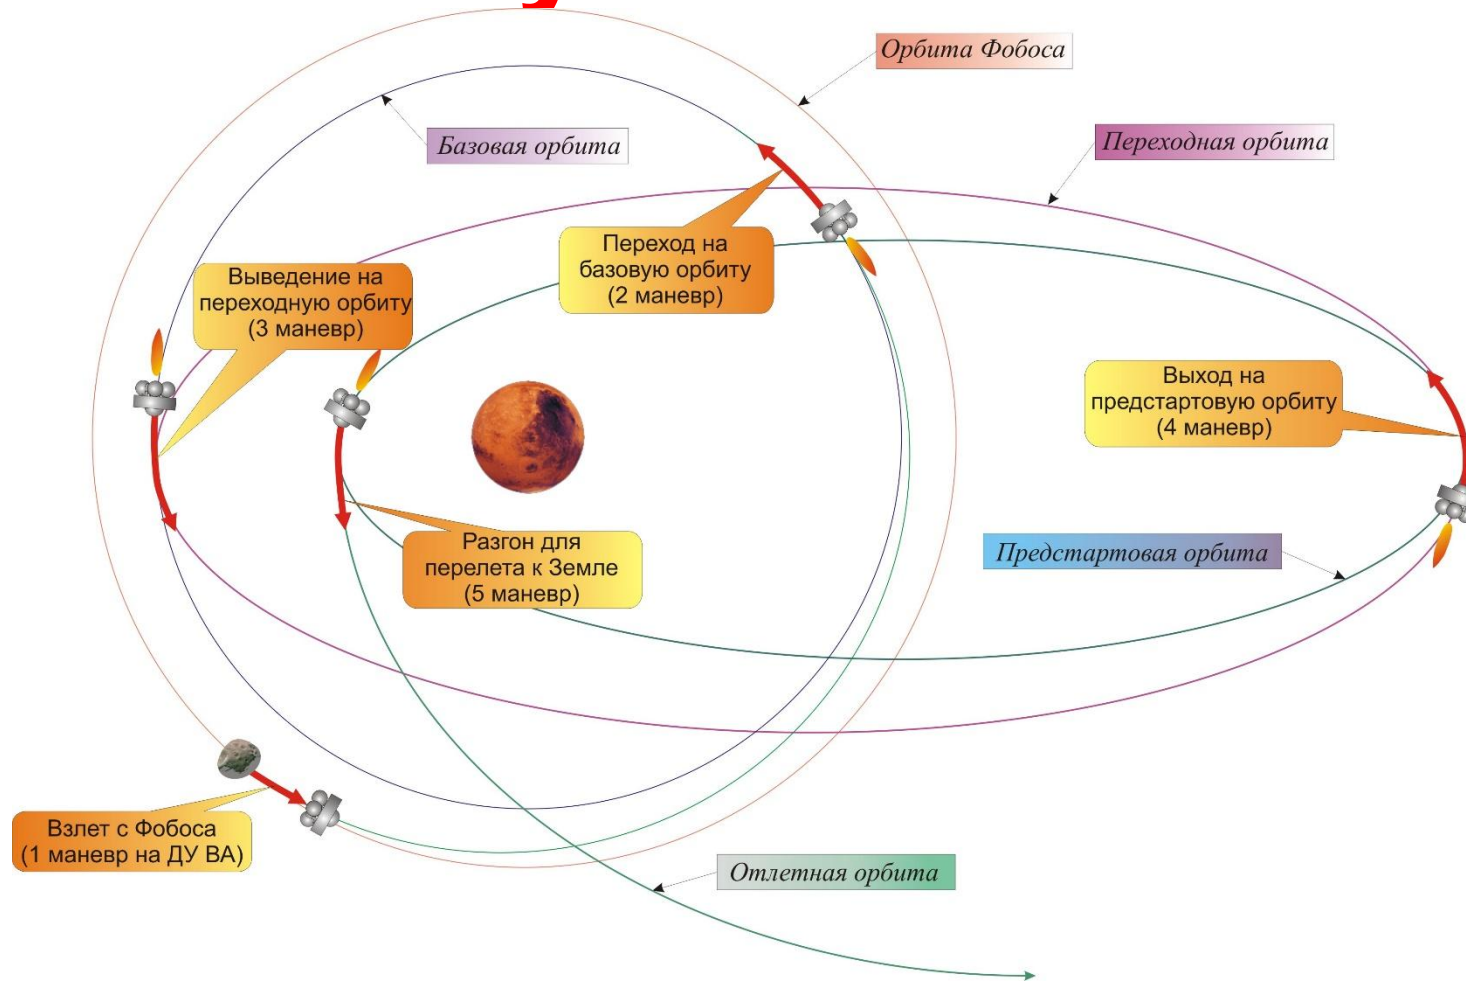 Орбита Фобоса
Базовая орбита
Переходная орбита
Переход на
базовую орбиту
(2 маневр)
Выведение на
переходную орбиту
(3 маневр)
Выход на
предстартовую орбиту
(4 маневр)
Разгон для
перелета к Земле
(5 маневр)
Предстартовая орбита
Взлет с Фобоса
(1 маневр на ДУ ВА)
Отлетная орбита